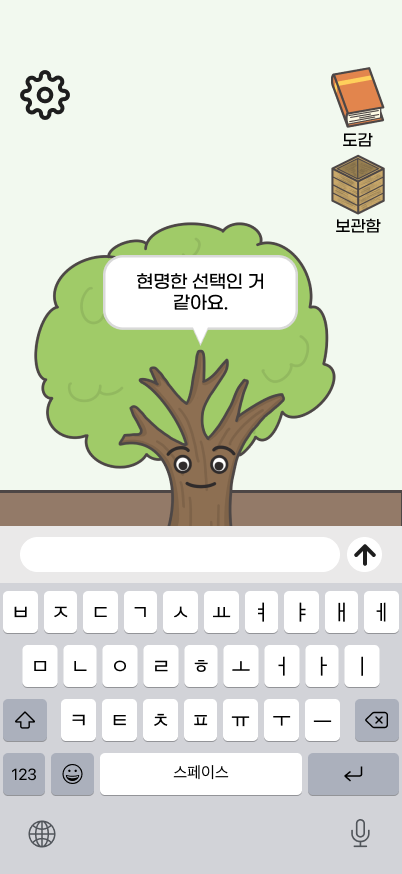 도감
보관함
현명한 선택인 거
같아요.
ㅂ ㅈ ㄷ ㄱ ㅅ ㅛ ㅕ ㅑ ㅐ ㅔ
ㅁ ㄴ ㅇ ㄹ ㅎ ㅗ ㅓ ㅏ ㅣ
ㅋ ㅌ ㅊ ㅍ ㅠ ㅜ ㅡ
123 스페이스